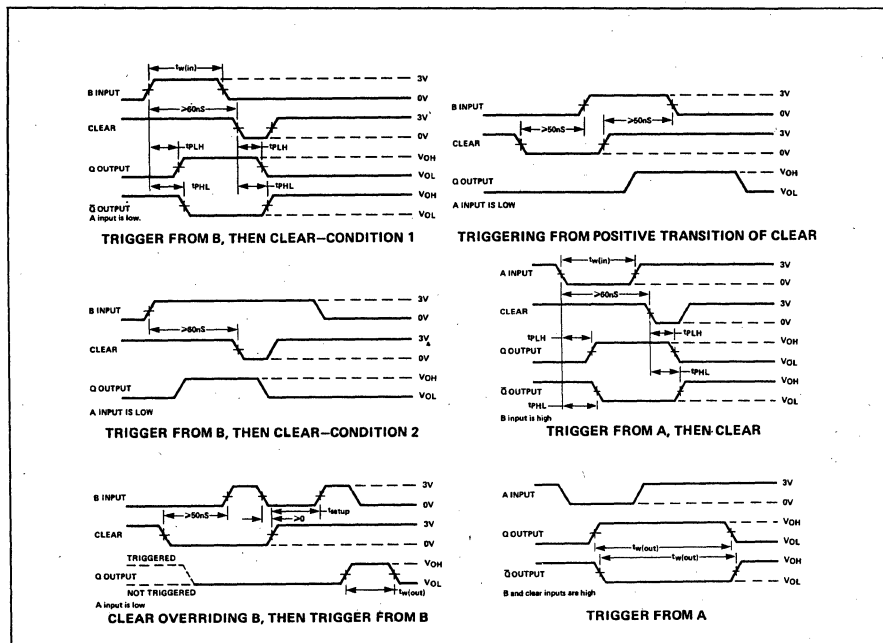 tw(in)
3V
B INPUT
0V
≥60nS
CLEAR
3V
0V
tPLH
tPLH
VOH
Q OUTPUT
VOL
tPHL
tPHL
VOH
Q̅ OUTPUT
VOL
A input is low.
TRIGGER FROM B, THEN CLEAR—CONDITION 1
3V
B INPUT
0V
≥50nS
≥60nS
3V
CLEAR
0V
VOH
Q OUTPUT
VOL
A INPUT IS LOW
TRIGGERING FROM POSITIVE TRANSITION OF CLEAR
3V
B INPUT
0V
≥60nS
3V
CLEAR
0V
VOH
Q OUTPUT
VOL
A INPUT IS LOW
TRIGGER FROM B, THEN CLEAR—CONDITION 2
tw(in)
3V
A INPUT
0V
≥60nS
3V
CLEAR
0V
tPLH
tPLH
VOH
Q OUTPUT
VOL
tPHL
VOH
Q̅ OUTPUT
tPHL
VOL
B input is high
TRIGGER FROM A, THEN CLEAR
3V
B INPUT
0V
≥50nS
≥0
tsetup
3V
CLEAR
0V
TRIGGERED
VOH
Q OUTPUT
VOL
NOT TRIGGERED
tw(out)
A input is low
CLEAR OVERRIDING B, THEN TRIGGER FROM B
3V
A INPUT
0V
VOH
Q OUTPUT
VOL
tw(out)
tw(out)
VOH
Q̅OUTPUT
VOL
B and clear inputs are high
TRIGGER FROM A